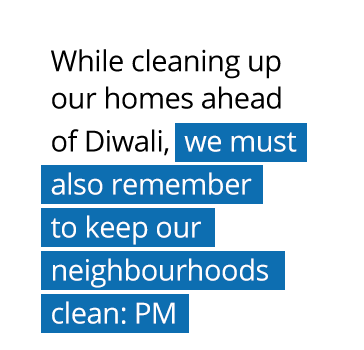 While cleaning up
our homes ahead
of Diwali, we must
also remember
to keep our
neighbourhoods
clean: PM